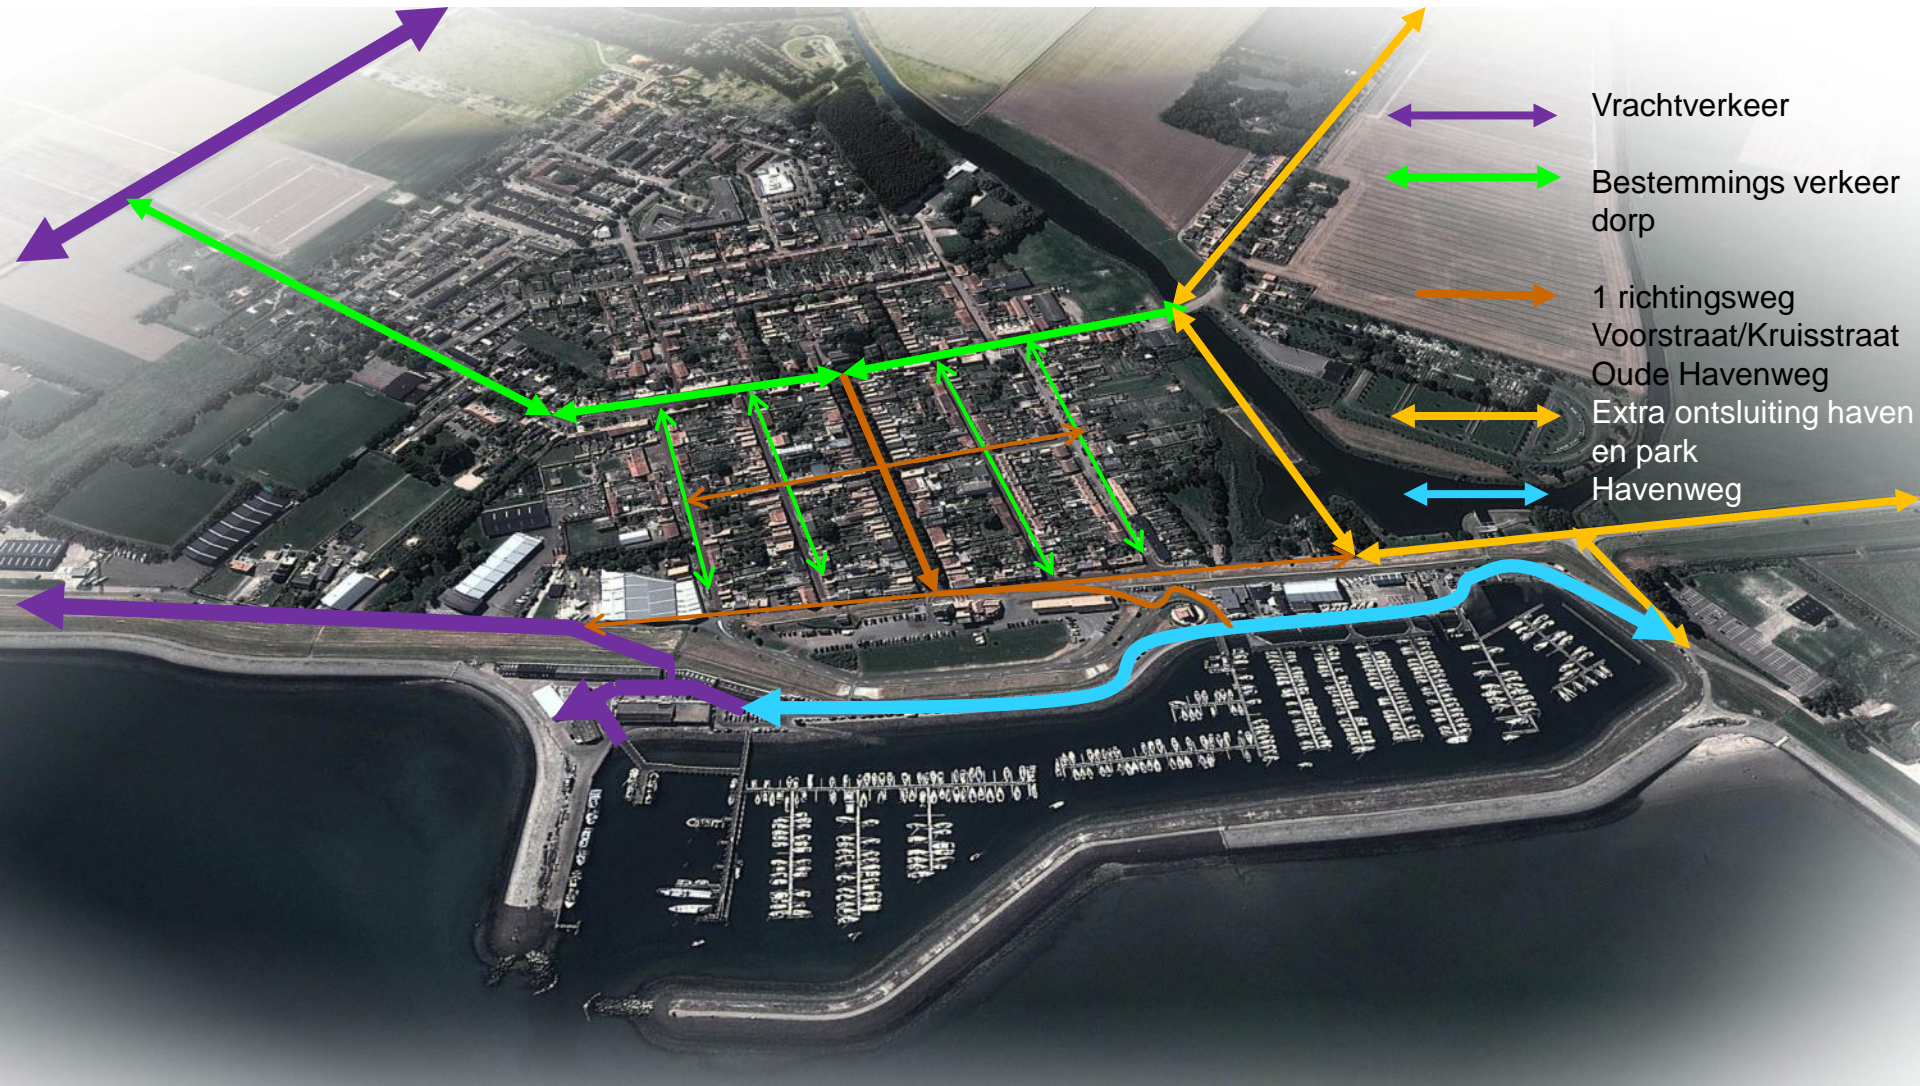 Vrachtverkeer
Bestemmings verkeer
dorp
1 richtingsweg
Voorstraat/Kruisstraat
Oude Havenweg
Extra ontsluiting haven
en park
Havenweg